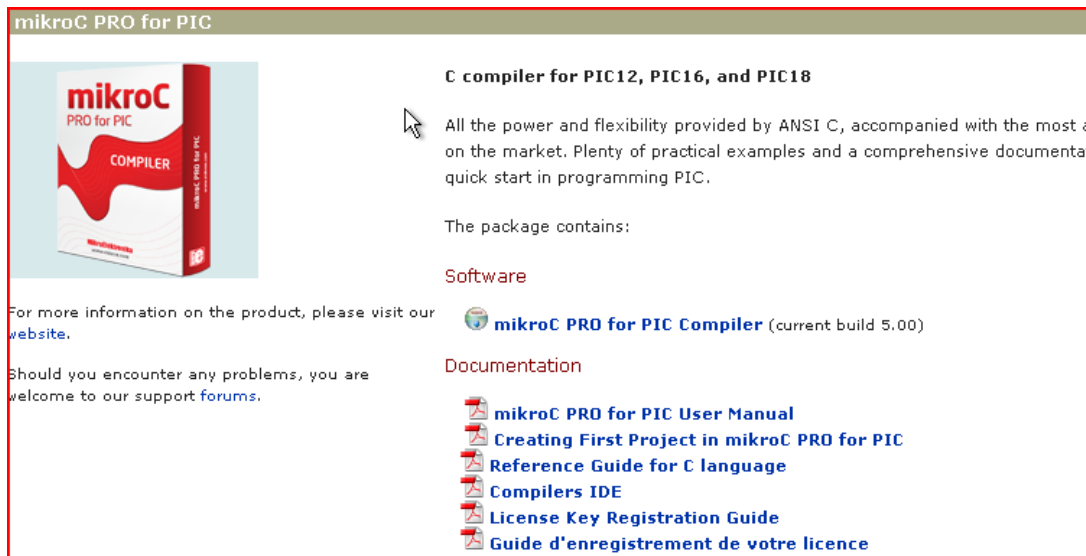 mikroC PRO for PIC
mikroC
PRO for PIC
COMPILER
mikroC PRO for PIC
MikroElektronika
For more information on the product, please visit our
website.
Should you encounter any problems, you are
welcome to our support forums.
C compiler for PIC12, PIC16, and PIC18
All the power and flexibility provided by ANSI C, accompanied with the most
on the market. Plenty of practical examples and a comprehensive
quick start in programming PIC.
The package contains:
Software
mikroC PRO for PIC Compiler (current build 5.00)
Documentation
mikroC PRO for PIC User Manual
Creating First Project in mikroC PRO for PIC
Reference Guide for C language
Compilers IDE
License Key Registration Guide
Guide d'enregistrement de votre licence